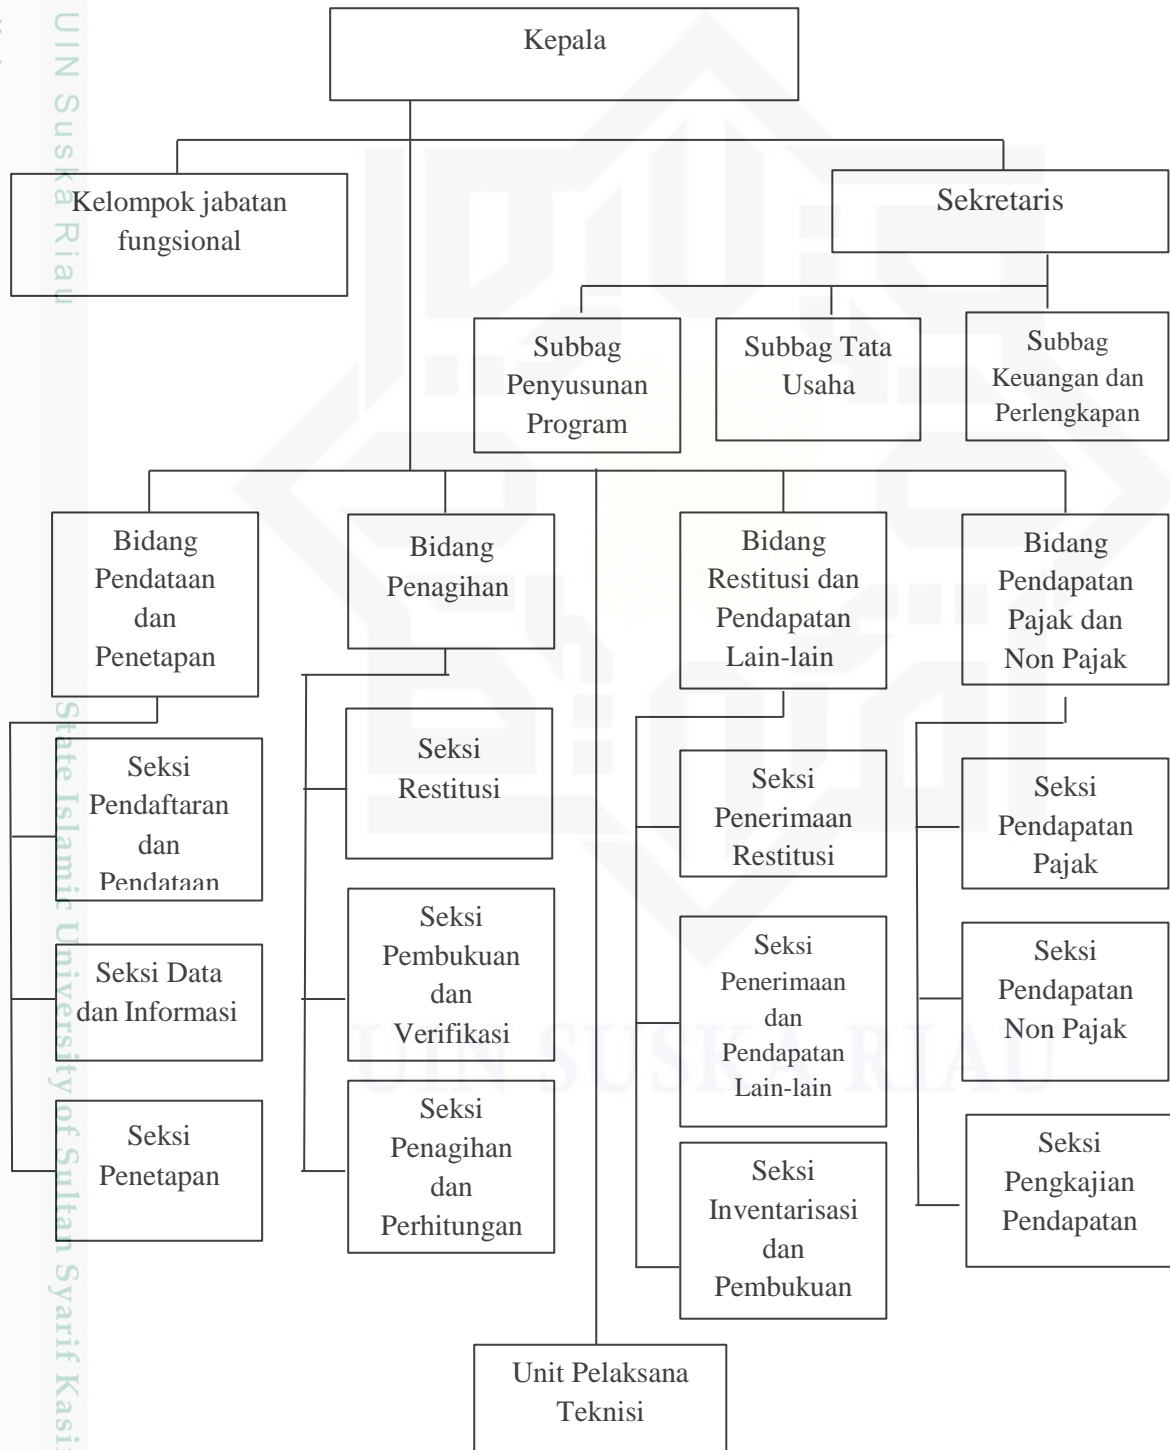 Kepala
Kelompok jabatan
fungsional
Sekretaris
Subbag
Penyusunan
Program
Subbag Tata
Usaha
Subbag
Keuangan dan
Perlengkapan
Bidang
Pendataan
dan
Penetapan
Bidang
Penagihan
Bidang
Restitusi dan
Pendapatan
Lain-lain
Bidang
Pendapatan
Pajak dan
Non Pajak
Seksi
Pendaftaran
dan
Pendataan
Seksi
Restitusi
Seksi
Penerimaan
Restitusi
Seksi
Pendapatan
Pajak
Seksi Data
dan Informasi
Seksi
Pembukuan
dan
Verifikasi
Seksi
Penerimaan
dan
Pendapatan
Lain-lain
Seksi
Pendapatan
Non Pajak
Seksi
Penetapan
Seksi
Penagihan
dan
Perhitungan
Seksi
Inventarisasi
dan
Pembukuan
Seksi
Pengkajian
Pendapatan
Unit Pelaksana
Teknisi
UIN Suska Riau
State Islamic University of Sultan Syarif Kasi
UIN SUSKA RIAU